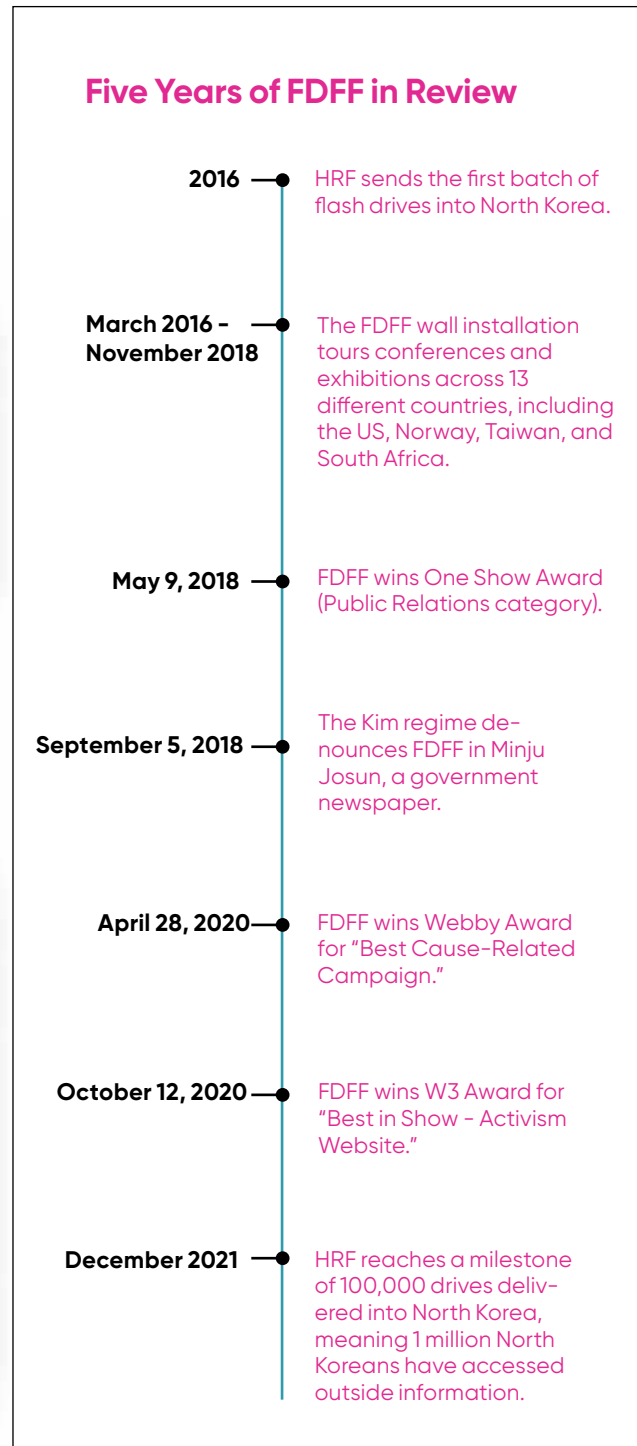 Five Years of FDFF in Review
2016
HRF sends the first batch of
flash drives into North Korea.
March 2016 -
November 2018
The FDFF wall installation
tours conferences and
exhibitions across 13
different countries, including
the US, Norway, Taiwan, and
South Africa.
May 9, 2018
FDFF wins One Show Award
(Public Relations category).
September 5, 2018
The Kim regime de-
nounces FDFF in Minju
Josun, a government
newspaper.
April 28, 2020
FDFF wins Webby Award
for “Best Cause-Related
Campaign.”
October 12, 2020
FDFF wins W3 Award for
“Best in Show - Activism
Website.”
December 2021
HRF reaches a milestone
of 100,000 drives deliv-
ered into North Korea,
meaning 1 million North
Koreans have accessed
outside information.